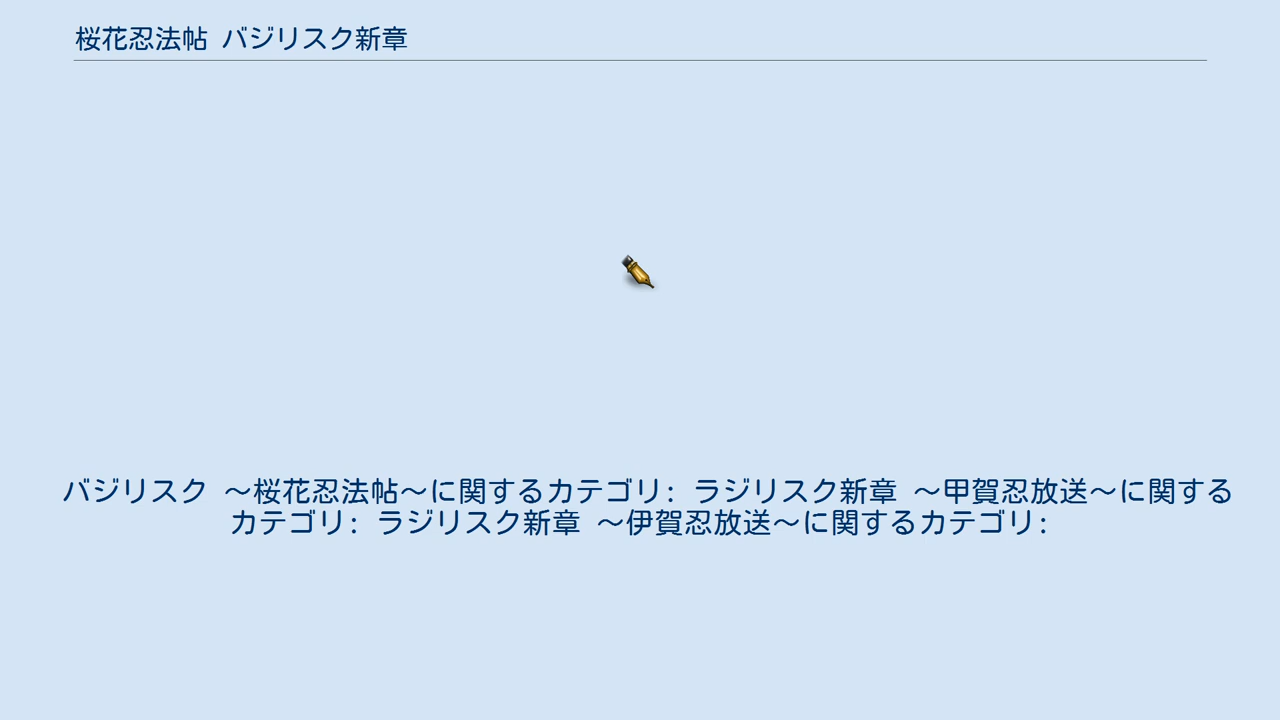 桜花忍法帖 バジリスク新章
バジリスク ～桜花忍法帖～に関するカテゴリ: ラジリスク新章 ～甲賀忍放送～に関する
カテゴリ: ラジリスク新章 ～伊賀忍放送～に関するカテゴリ: